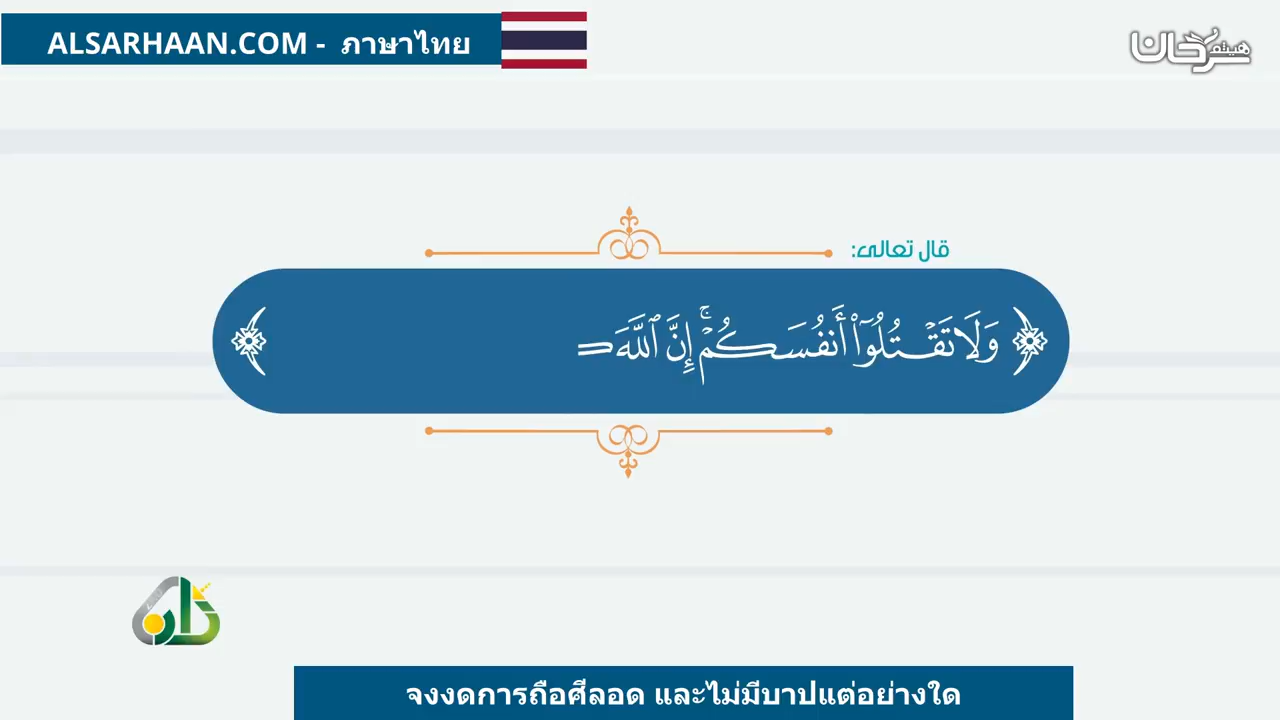 ALSARHAAN.COM - ภาษาไทย
هيثم سرحان
قال تعالى:
وَلَا تَقْتُلُوٓا۟ أَنفُسَكُمْ ۚ إِنَّ ٱللَّهَ
จงงดการถือศีลอด และไม่มีบาปแต่อย่างใด